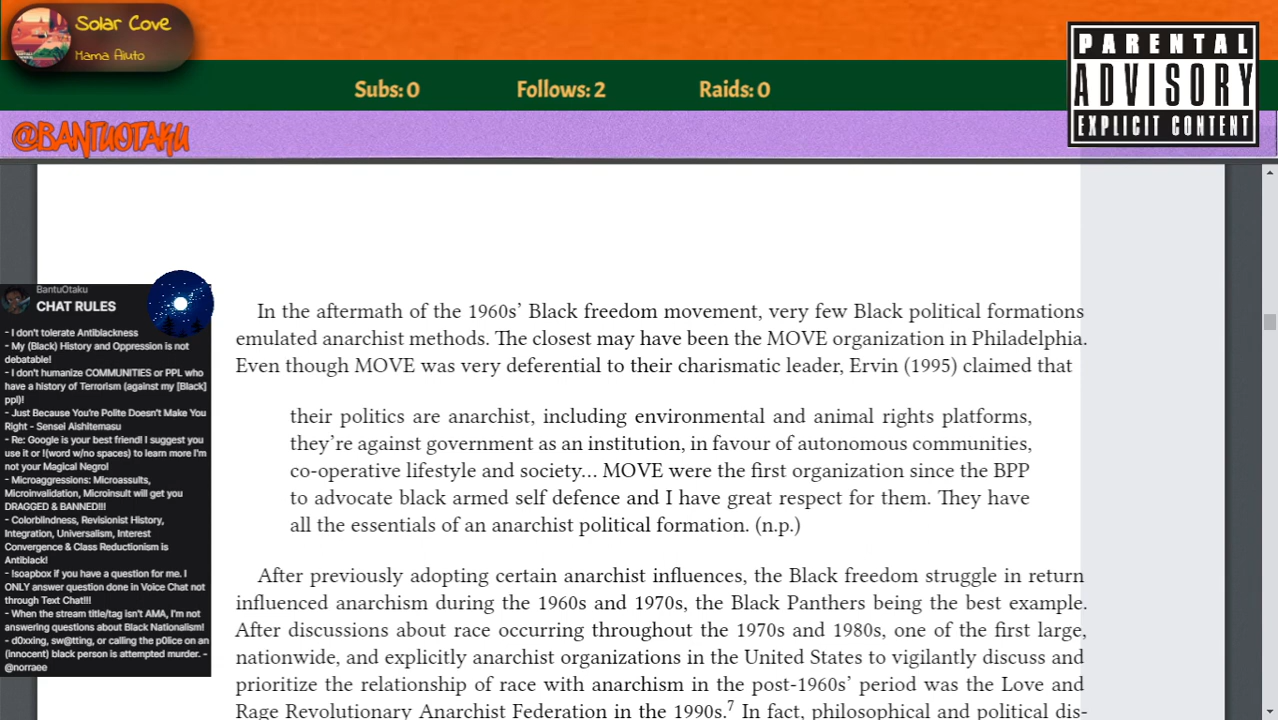 Solar Cove
Mama Aiuto
PARENTAL
ADVISORY
EXPLICIT CONTENT
Subs: 0
Follows: 2
Raids: 0
@BANTUOTAKU
In the aftermath of the 1960s’ Black freedom movement, very few Black political formations
emulated anarchist methods. The closest may have been the MOVE organization in Philadelphia.
Even though MOVE was very deferential to their charismatic leader, Ervin (1995) claimed that
their politics are anarchist, including environmental and animal rights platforms,
they’re against government as an institution, in favour of autonomous communities,
co-operative lifestyle and society… MOVE were the first organization since the BPP
to advocate black armed self defence and I have great respect for them. They have
all the essentials of an anarchist political formation. (n.p.)
After previously adopting certain anarchist influences, the Black freedom struggle in return
influenced anarchism during the 1960s and 1970s, the Black Panthers being the best example.
After discussions about race occurring throughout the 1970s and 1980s, one of the first large,
nationwide, and explicitly anarchist organizations in the United States to vigilantly discuss and
prioritize the relationship of race with anarchism in the post-1960s’ period was the Love and
Rage Revolutionary Anarchist Federation in the 1990s.7 In fact, philosophical and political dis-
BantuOtaku
CHAT RULES
- I don't tolerate Antiblackness
- My (Black) History and Oppression is not
debatable!
- I don't humanize COMMUNITIES or PPL who
have a history of Terrorism (against my [Black]
ppl)!
- Just Because You're Polite Doesn't Make You
Right - Sensei Aishitemasu
- Re: Google is your best friend! I suggest you
use it or !(word w/no spaces) to learn more I'm
not your Magical Negro!
- Microaggressions: Microassults,
Microinvalidation, Microinsult will get you
DRAGGED & BANNED!!!
- Colorblindness, Revisionist History,
Integration, Universalism, Interest
Convergence & Class Reductionism is
Antiblack!
- !soapbox if you have a question for me. I
ONLY answer question done in Voice Chat not
through Text Chat!!!
- When the stream title/tag isn't AMA, I'm not
answering questions about Black Nationalism!
- d0xxing, sw@tting, or calling the p0lice on an
(innocent) black person is attempted murder. -
@norraee